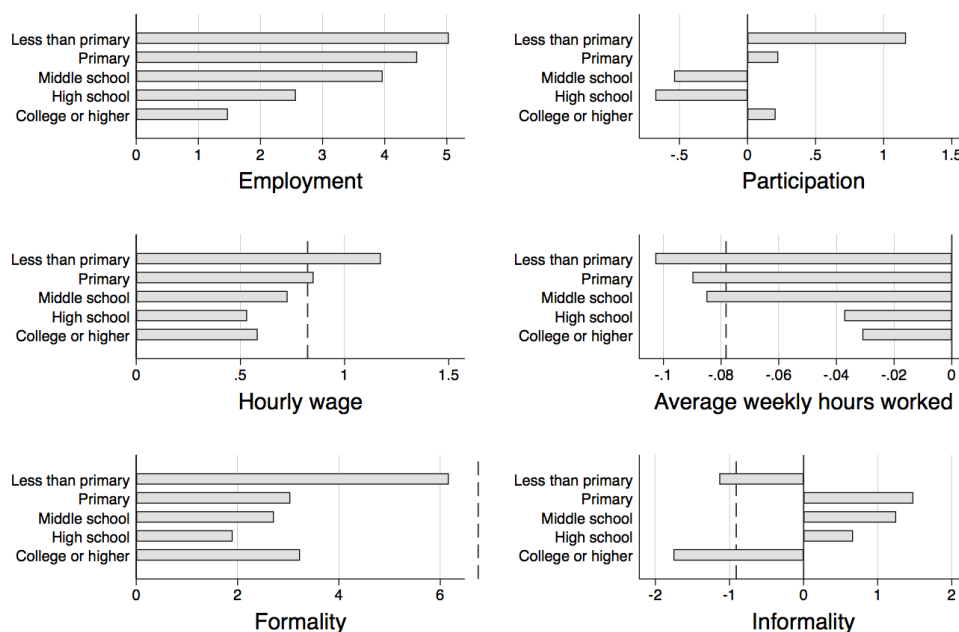 Less than primary
Primary
Middle school
High school
College or higher
0 1 2 3 4 5
Employment
Less than primary
Primary
Middle school
High school
College or higher
-.5 0 .5 1 1.5
Participation
Less than primary
Primary
Middle school
High school
College or higher
0 .5 1 1.5
Hourly wage
Less than primary
Primary
Middle school
High school
College or higher
-.1 -.08 -.06 -.04 -.02 0
Average weekly hours worked
Less than primary
Primary
Middle school
High school
College or higher
0 2 4 6
Formality
Less than primary
Primary
Middle school
High school
College or higher
-2 -1 0 1 2
Informality